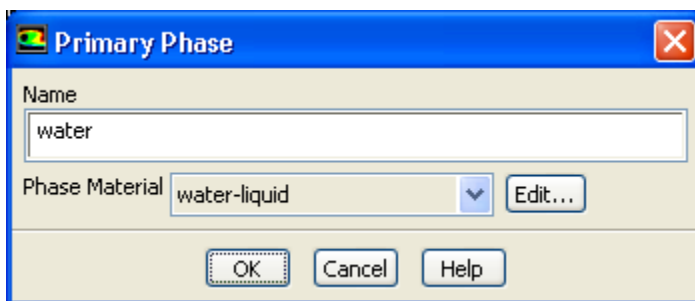 Primary Phase
Name
water
Phase Material water-liquid Edit...
OK Cancel Help